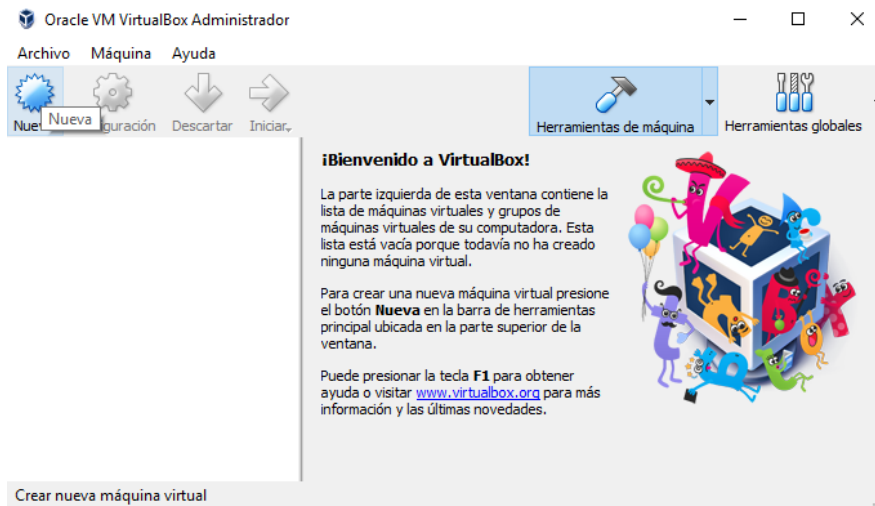 Oracle VM VirtualBox Administrador
Archivo Máquina Ayuda
Nueva
Descartar Iniciar
Herramientas de máquina
Herramientas globales
¡Bienvenido a VirtualBox!
La parte izquierda de esta ventana contiene la
lista de máquinas virtuales y grupos de
máquinas virtuales de su computadora. Esta
lista está vacía porque todavía no ha creado
ninguna máquina virtual.
Para crear una nueva máquina virtual presione
el botón Nueva en la barra de herramientas
principal ubicada en la parte superior de la
ventana.
Puede presionar la tecla F1 para obtener
ayuda o visitar www.virtualbox.org para más
información y las últimas novedades.
Crear nueva máquina virtual